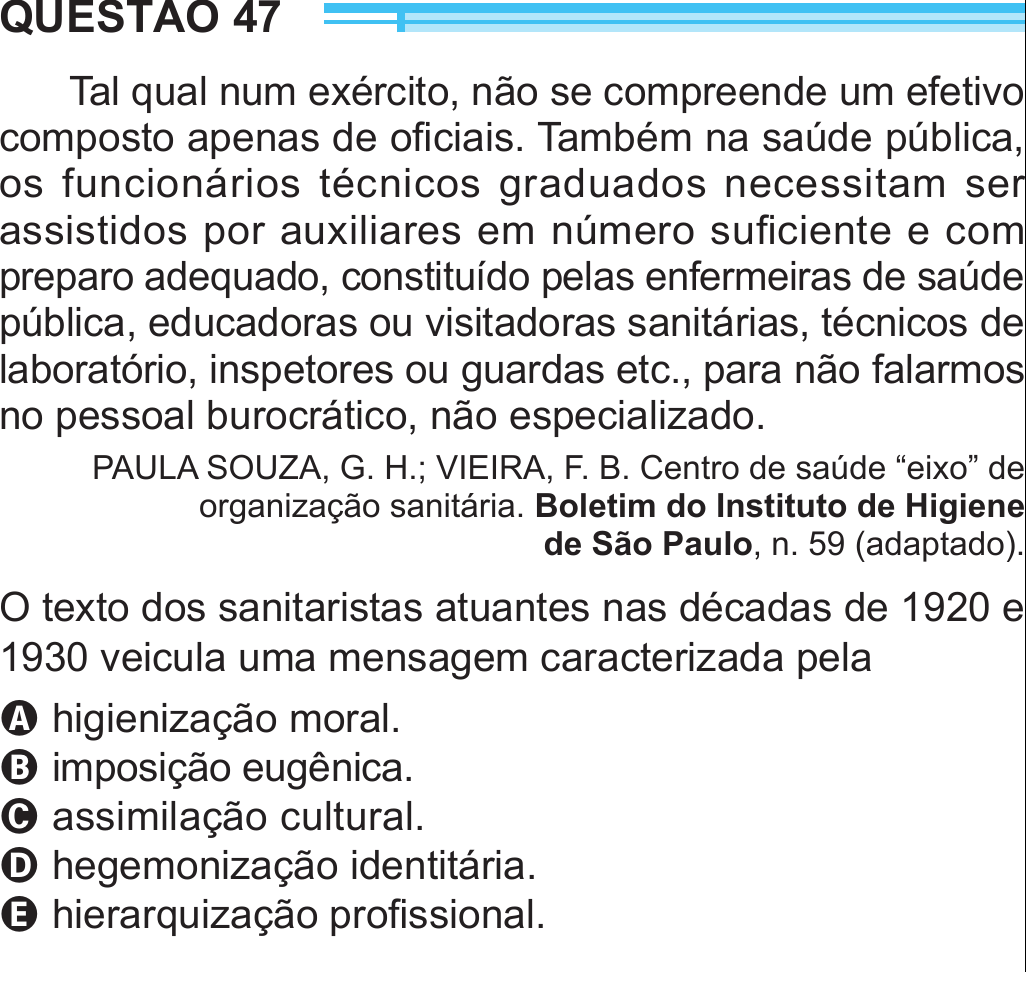 QUESTÃO 47
Tal qual num exército, não se compreende um efetivo
composto apenas de oficiais. Também na saúde pública,
os funcionários técnicos graduados necessitam ser
assistidos por auxiliares em número suficiente e com
preparo adequado, constituído pelas enfermeiras de saúde
pública, educadoras ou visitadoras sanitárias, técnicos de
laboratório, inspetores ou guardas etc., para não falarmos
no pessoal burocrático, não especializado.
PAULA SOUZA, G. H.; VIEIRA, F. B. Centro de saúde “eixo” de
organização sanitária. Boletim do Instituto de Higiene
de São Paulo, n. 59 (adaptado).
O texto dos sanitaristas atuantes nas décadas de 1920 e
1930 veicula uma mensagem caracterizada pela
A higienização moral.
B imposição eugênica.
C assimilação cultural.
D hegemonização identitária.
E hierarquização profissional.